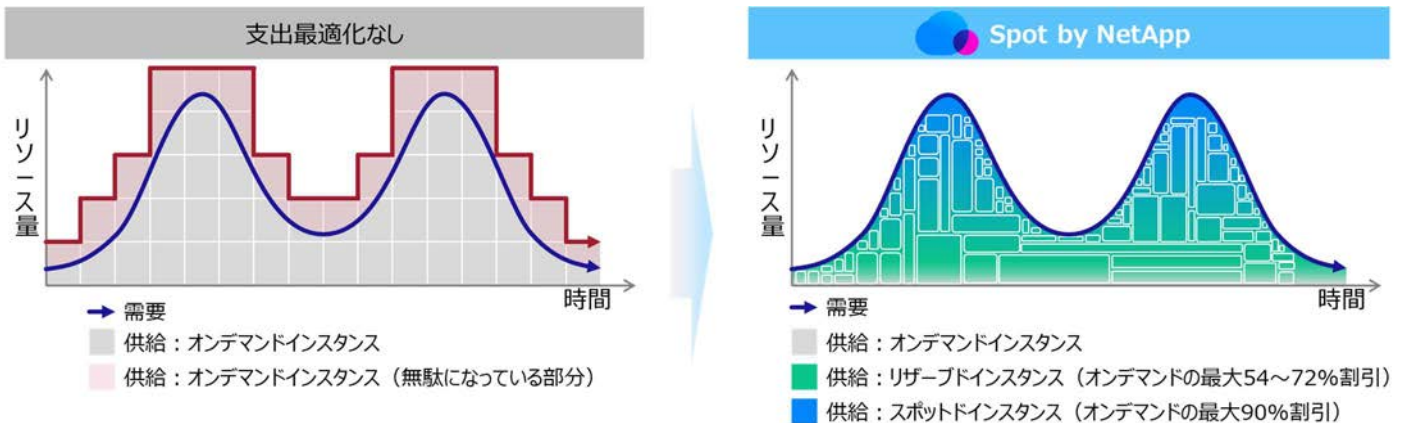 支出最適化なし
リソース量
時間
需要
供給：オンデマンドインスタンス
供給：オンデマンドインスタンス（無駄になっている部分）
Spot by NetApp
リソース量
時間
需要
供給：オンデマンドインスタンス
供給：リザーブドインスタンス（オンデマンドの最大54～72%割引）
供給：スポットドインスタンス（オンデマンドの最大90%割引）